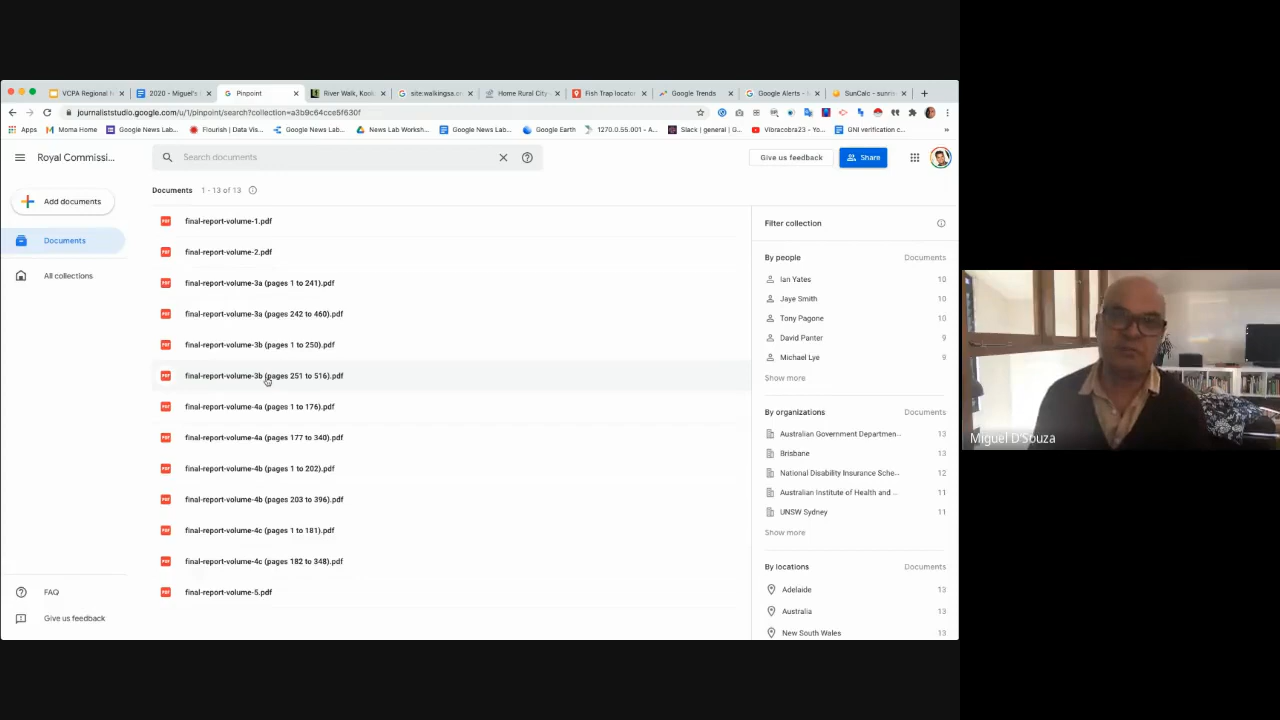 VCPA Regional
2020 - Miguel's
Pinpoint
River Walk, Kook
site:walkingsa.or
Home Rural City
Fish Trap locator
Google Trends
Google Alerts -
SunCalc - sunris
journaliststudio.google.com/u/1/pinpoint/search?collection=a3b9c64cce5f630f
Apps
Moma Home
Google News Lab...
Flourish | Data Vis...
Google News Lab...
News Lab Worksh...
Google News Lab...
Google Earth
1270.0.55.001 - A...
Slack | general | G...
Vibracobra23 - Yo...
GNI verification c...
Royal Commissi...
Search documents
Give us feedback
Share
Add documents
Documents
All collections
FAQ
Give us feedback
Documents 1 - 13 of 13
final-report-volume-1.pdf
final-report-volume-2.pdf
final-report-volume-3a (pages 1 to 241).pdf
final-report-volume-3a (pages 242 to 460).pdf
final-report-volume-3b (pages 1 to 250).pdf
final-report-volume-3b (pages 251 to 516).pdf
final-report-volume-4a (pages 1 to 176).pdf
final-report-volume-4a (pages 177 to 340).pdf
final-report-volume-4b (pages 1 to 202).pdf
final-report-volume-4b (pages 203 to 396).pdf
final-report-volume-4c (pages 1 to 181).pdf
final-report-volume-4c (pages 182 to 348).pdf
final-report-volume-5.pdf
Filter collection
By people Documents
Ian Yates 10
Jaye Smith 10
Tony Pagone 10
David Panter 9
Michael Lye 9
Show more
By organizations Documents
Australian Government Departmen... 13
Brisbane 13
National Disability Insurance Sche... 12
Australian Institute of Health and ... 11
UNSW Sydney 11
Show more
By locations Documents
Adelaide 13
Australia 13
New South Wales 13
Miguel D'Souza